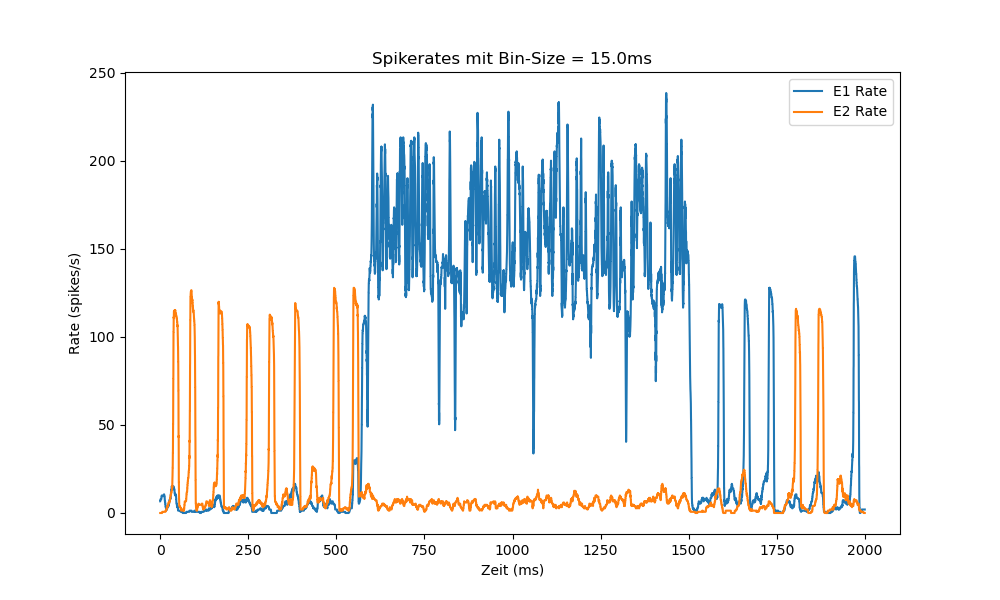 Spikerates mit Bin-Size = 15.0ms
250
200
150
100
50
0
Rate (spikes/s)
E1 Rate
E2 Rate
0 250 500 750 1000 1250 1500 1750 2000
Zeit (ms)